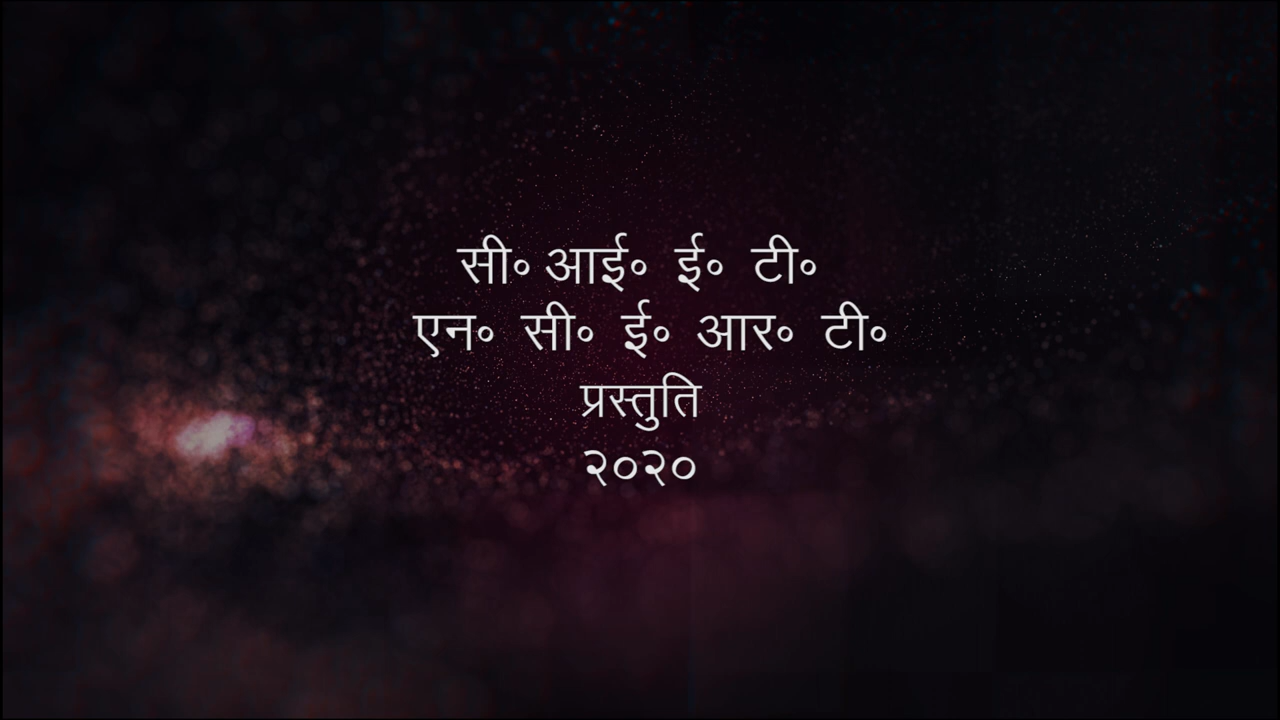 सी॰ आई॰ ई॰ टी॰
एन॰ सी॰ ई॰ आर॰ टी॰
प्रस्तुति
२०२०